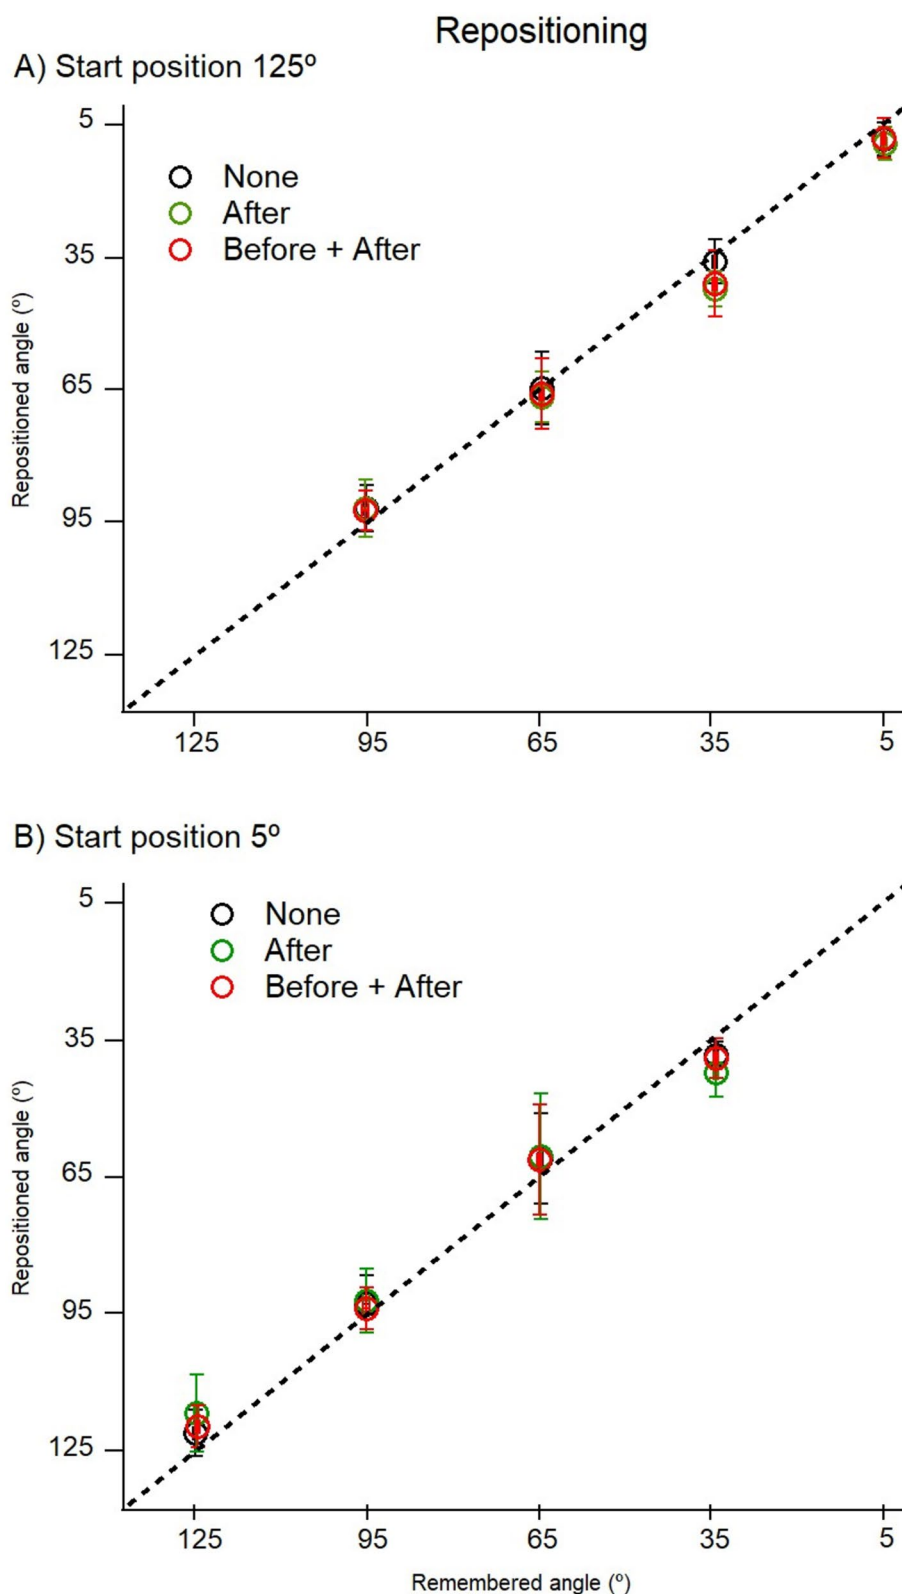 Repositioning
A) Start position 125º
5
None
After
Before + After
35
65
95
125
Repositioned angle (º)
125 95 65 35 5
B) Start position 5º
5
None
After
Before + After
35
65
95
125
Repositioned angle (º)
125 95 65 35 5
Remembered angle (º)